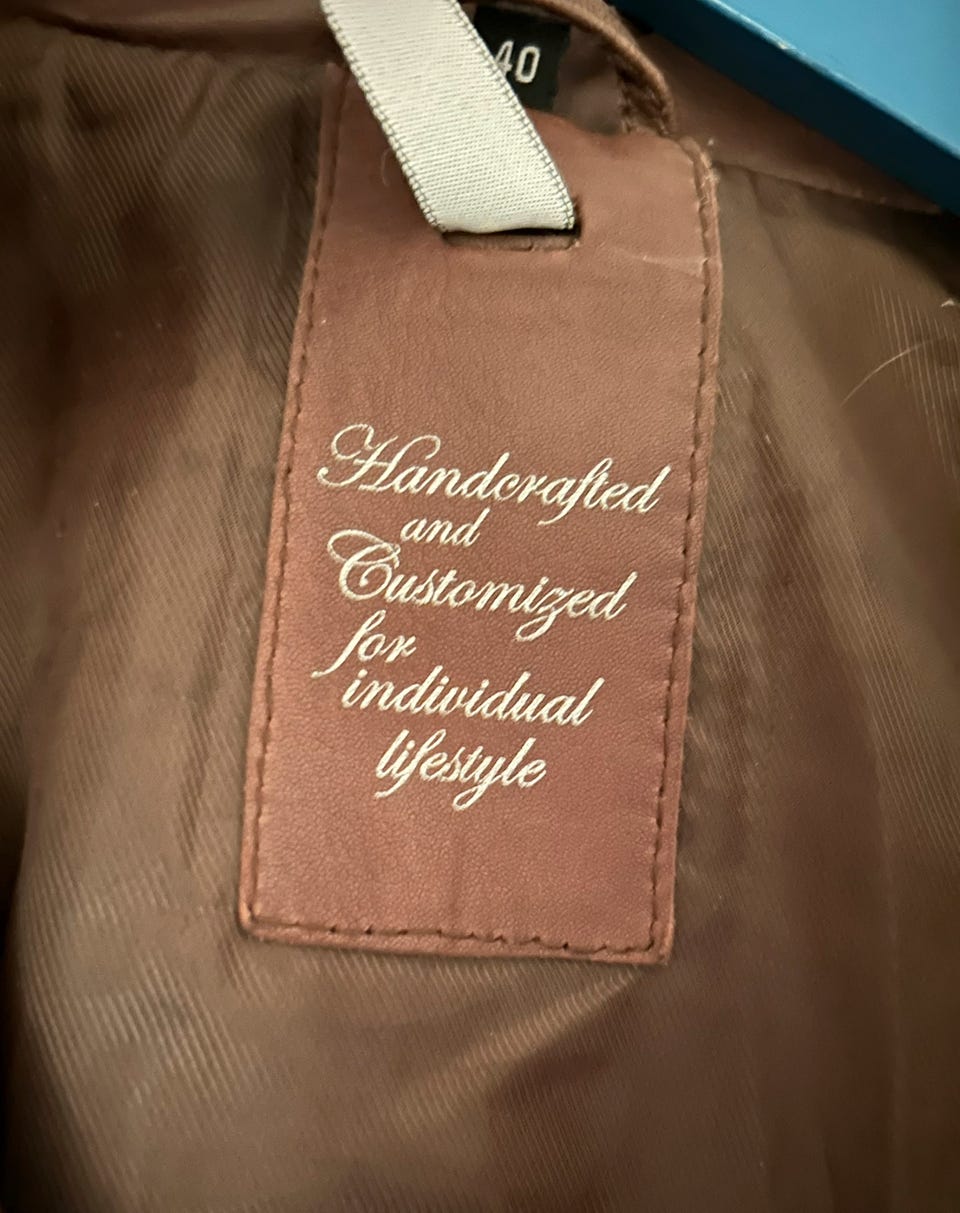 40
Handcrafted
and
Customized
for
individual
lifestyle